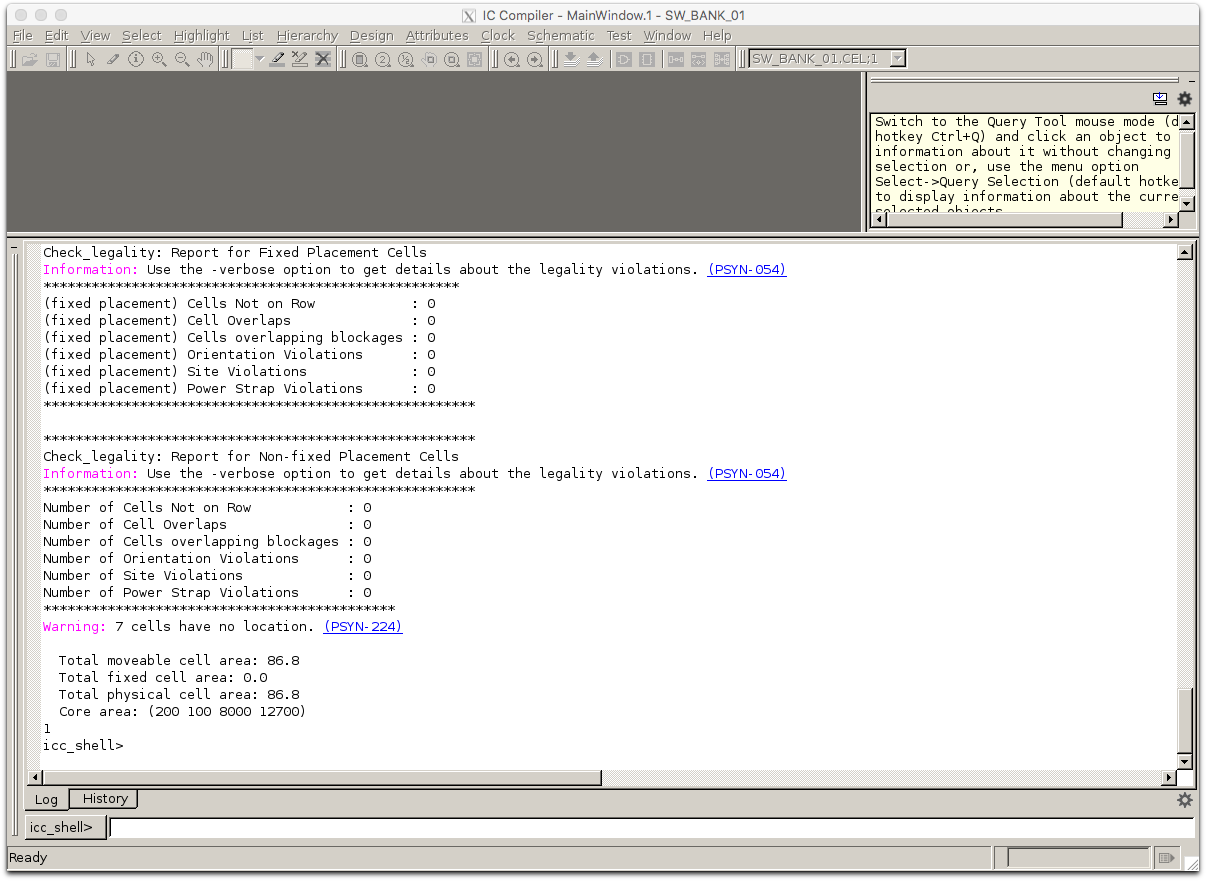 IC Compiler - MainWindow.1 - SW_BANK_01
File Edit View Select Highlight List Hierarchy Design Attributes Clock Schematic Test Window Help
SW_BANK_01.CEL;1
Switch to the Query Tool mouse mode (d
hotkey Ctrl+Q) and click an object to
information about it without changing
selection or, use the menu option
Select->Query Selection (default hotke
to display information about the curre
selected objects.
Check_legality: Report for Fixed Placement Cells
Information: Use the -verbose option to get details about the legality violations. (PSYN-054)
****************************************************
(fixed placement) Cells Not on Row            : 0
(fixed placement) Cell Overlaps               : 0
(fixed placement) Cells overlapping blockages : 0
(fixed placement) Orientation Violations      : 0
(fixed placement) Site Violations             : 0
(fixed placement) Power Strap Violations      : 0
******************************************************
******************************************************
Check_legality: Report for Non-fixed Placement Cells
Information: Use the -verbose option to get details about the legality violations. (PSYN-054)
******************************************************
Number of Cells Not on Row            : 0
Number of Cell Overlaps               : 0
Number of Cells overlapping blockages : 0
Number of Orientation Violations      : 0
Number of Site Violations             : 0
Number of Power Strap Violations      : 0
********************************************
Warning: 7 cells have no location. (PSYN-224)
Total moveable cell area: 86.8
Total fixed cell area: 0.0
Total physical cell area: 86.8
Core area: (200 100 8000 12700)
1
icc_shell>
Log History
icc_shell>
Ready